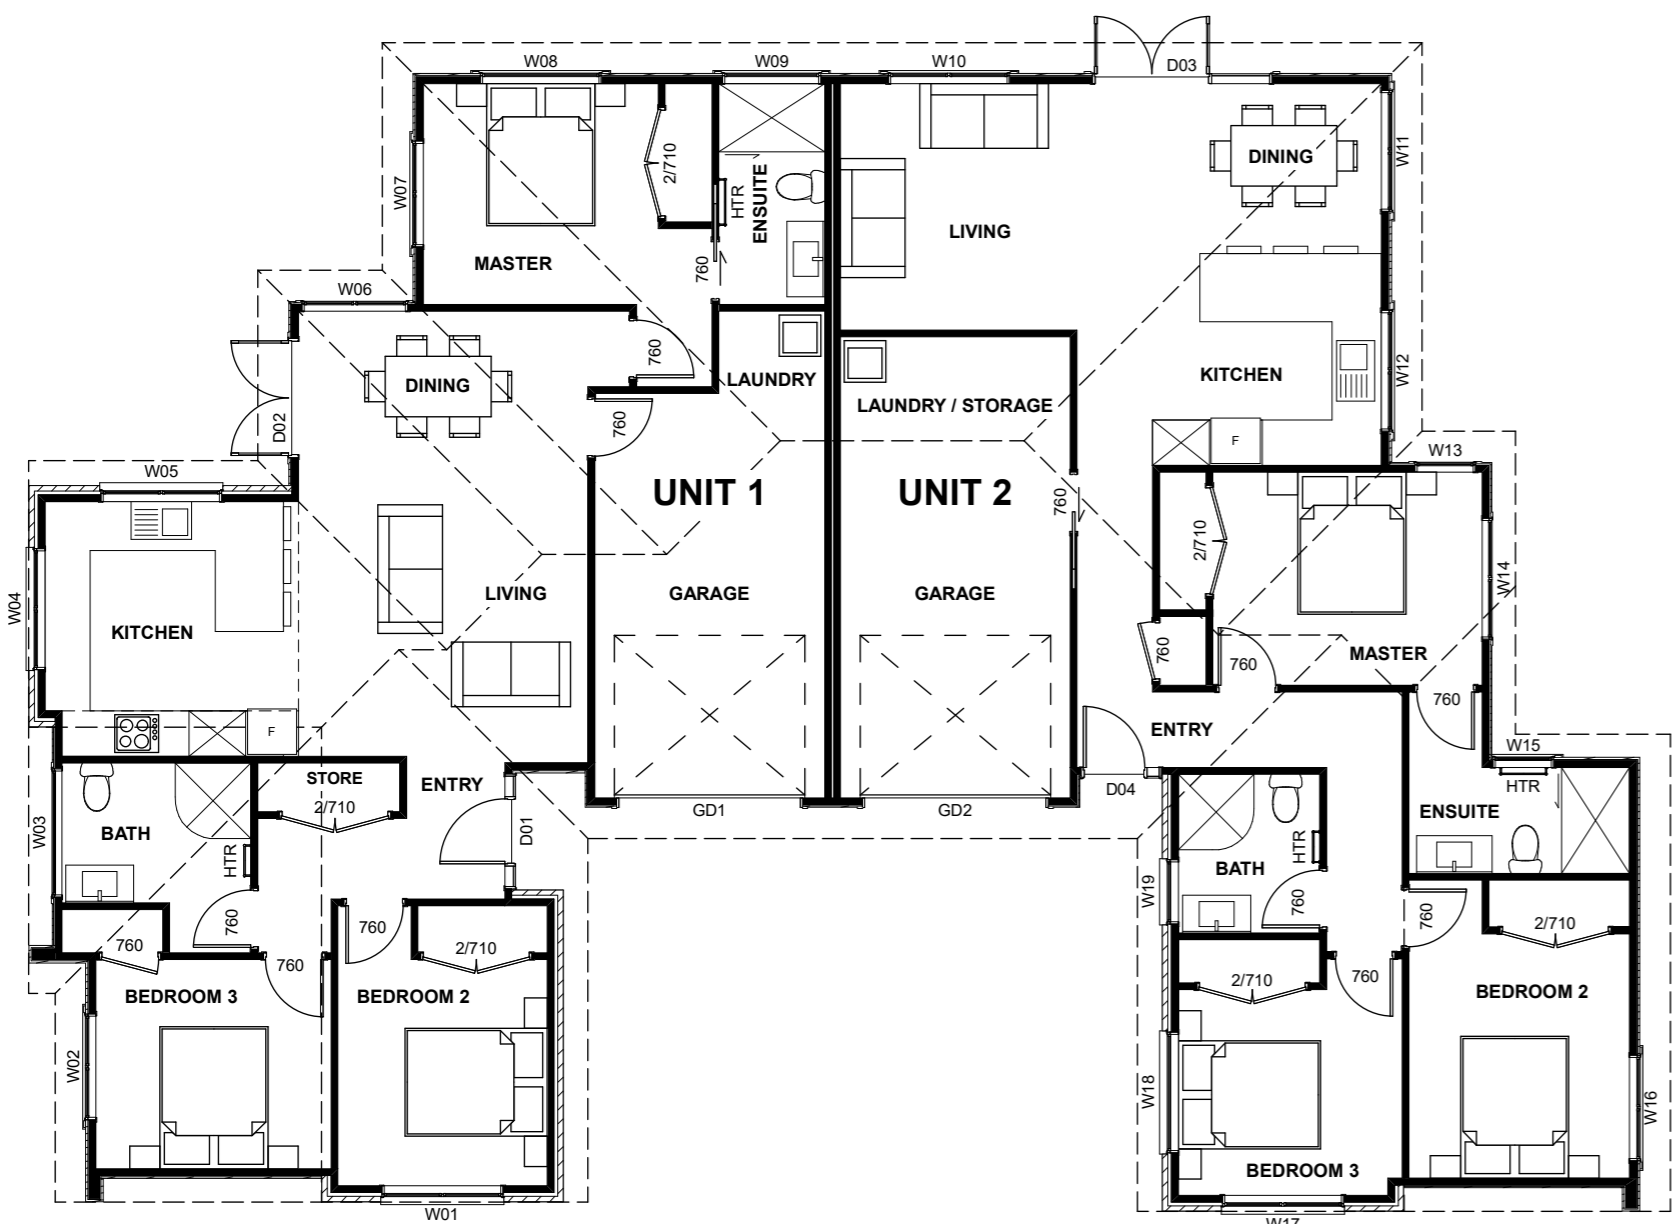 W08
W09
W10
D03
W07
2/710
HTR
ENSUITE
760
MASTER
W06
LIVING
DINING
W11
W12
KITCHEN
F
DINING
760
LAUNDRY
LAUNDRY / STORAGE
760
D02
W05
UNIT 1
UNIT 2
760
W13
2/710
W14
W04
KITCHEN
LIVING
GARAGE
GARAGE
760
760
MASTER
760
F
ENTRY
W15
STORE
2/710
ENTRY
GD1
GD2
D04
HTR
ENSUITE
W03
BATH
HTR
D01
760
760
760
BATH
HTR
W19
760
760
2/710
760
2/710
2/710
760
BEDROOM 3
BEDROOM 2
BEDROOM 2
W02
W18
W16
BEDROOM 3
W01
W17